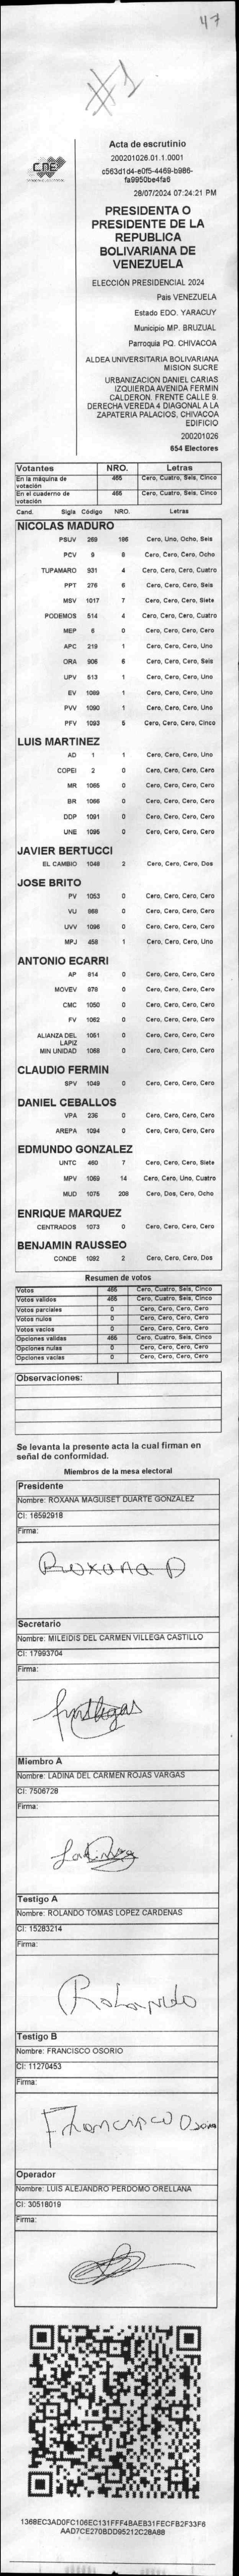 47
#1
CNE
Acta de escrutinio
200201026.01.1.0001
c563d1d4-e0f5-4469-b986-
fa9950be4fa6
28/07/2024 07:24:21 PM
PRESIDENTA O
PRESIDENTE DE LA
REPUBLICA
BOLIVARIANA DE
VENEZUELA
ELECCIÓN PRESIDENCIAL 2024
Pais VENEZUELA
Estado EDO. YARACUY
Municipio MP. BRUZUAL
Parroquia PQ. CHIVACOA
ALDEA UNIVERSITARIA BOLIVARIANA
MISION SUCRE
URBANIZACION DANIEL CARIAS
IZQUIERDA AVENIDA FERMIN
CALDERON. FRENTE CALLE 9.
DERECHA VEREDA 4 DIAGONAL A LA
ZAPATERIA PALACIOS, CHIVACOA
EDIFICIO
200201026
654 Electores
Votantes NRO. Letras
En la máquina de votación 465 Cero, Cuatro, Seis, Cinco
En el cuaderno de votación 465 Cero, Cuatro, Seis, Cinco
Cand. Sigla Código NRO. Letras
NICOLAS MADURO
PSUV 269 186 Cero, Uno, Ocho, Seis
PCV 9 8 Cero, Cero, Cero, Ocho
TUPAMARO 931 4 Cero, Cero, Cero, Cuatro
PPT 276 6 Cero, Cero, Cero, Seis
MSV 1017 7 Cero, Cero, Cero, Siete
PODEMOS 514 4 Cero, Cero, Cero, Cuatro
MEP 6 0 Cero, Cero, Cero, Cero
APC 219 1 Cero, Cero, Cero, Uno
ORA 906 6 Cero, Cero, Cero, Seis
UPV 513 1 Cero, Cero, Cero, Uno
EV 1089 1 Cero, Cero, Cero, Uno
PVV 1090 1 Cero, Cero, Cero, Uno
PFV 1093 5 Cero, Cero, Cero, Cinco
LUIS MARTINEZ
AD 1 1 Cero, Cero, Cero, Uno
COPEI 2 0 Cero, Cero, Cero, Cero
MR 1065 0 Cero, Cero, Cero, Cero
BR 1066 0 Cero, Cero, Cero, Cero
DDP 1091 0 Cero, Cero, Cero, Cero
UNE 1095 0 Cero, Cero, Cero, Cero
JAVIER BERTUCCI
EL CAMBIO 1048 2 Cero, Cero, Cero, Dos
JOSE BRITO
PV 1053 0 Cero, Cero, Cero, Cero
VU 868 0 Cero, Cero, Cero, Cero
UVV 1096 0 Cero, Cero, Cero, Cero
MPJ 458 1 Cero, Cero, Cero, Uno
ANTONIO ECARRI
AP 814 0 Cero, Cero, Cero, Cero
MOVEV 878 0 Cero, Cero, Cero, Cero
CMC 1050 0 Cero, Cero, Cero, Cero
FV 1062 0 Cero, Cero, Cero, Cero
ALIANZA DEL LAPIZ 1051 0 Cero, Cero, Cero, Cero
MIN UNIDAD 1068 0 Cero, Cero, Cero, Cero
CLAUDIO FERMIN
SPV 1049 0 Cero, Cero, Cero, Cero
DANIEL CEBALLOS
VPA 236 0 Cero, Cero, Cero, Cero
AREPA 1094 0 Cero, Cero, Cero, Cero
EDMUNDO GONZALEZ
UNTC 460 7 Cero, Cero, Cero, Siete
MPV 1069 14 Cero, Cero, Uno, Cuatro
MUD 1075 208 Cero, Dos, Cero, Ocho
ENRIQUE MARQUEZ
CENTRADOS 1073 0 Cero, Cero, Cero, Cero
BENJAMIN RAUSSEO
CONDE 1092 2 Cero, Cero, Cero, Dos
Resumen de votos
Votos 465 Cero, Cuatro, Seis, Cinco
Votos validos 465 Cero, Cuatro, Seis, Cinco
Votos parciales 0 Cero, Cero, Cero, Cero
Votos nulos 0 Cero, Cero, Cero, Cero
Votos vacios 0 Cero, Cero, Cero, Cero
Opciones validas 465 Cero, Cuatro, Seis, Cinco
Opciones nulas 0 Cero, Cero, Cero, Cero
Opciones vacias 0 Cero, Cero, Cero, Cero
Observaciones:
Se levanta la presente acta la cual firman en
señal de conformidad.
Miembros de la mesa electoral
Presidente
Nombre: ROXANA MAGUISET DUARTE GONZALEZ
CI: 16592918
Firma:
Roxana D
Secretario
Nombre: MILEIDIS DEL CARMEN VILLEGA CASTILLO
CI: 17993704
Firma:
Miembro A
Nombre: LADINA DEL CARMEN ROJAS VARGAS
CI: 7506728
Firma:
Testigo A
Nombre: ROLANDO TOMAS LOPEZ CARDENAS
CI: 15283214
Firma:
Rolando
Testigo B
Nombre: FRANCISCO OSORIO
CI: 11270453
Firma:
Francisco Osorio
Operador
Nombre: LUIS ALEJANDRO PERDOMO ORELLANA
CI: 30518019
Firma:
1368EC3AD0FC106EC131FFF4BAEB31FECFB2F33F6
AAD7CE270BDD95212C28A8B